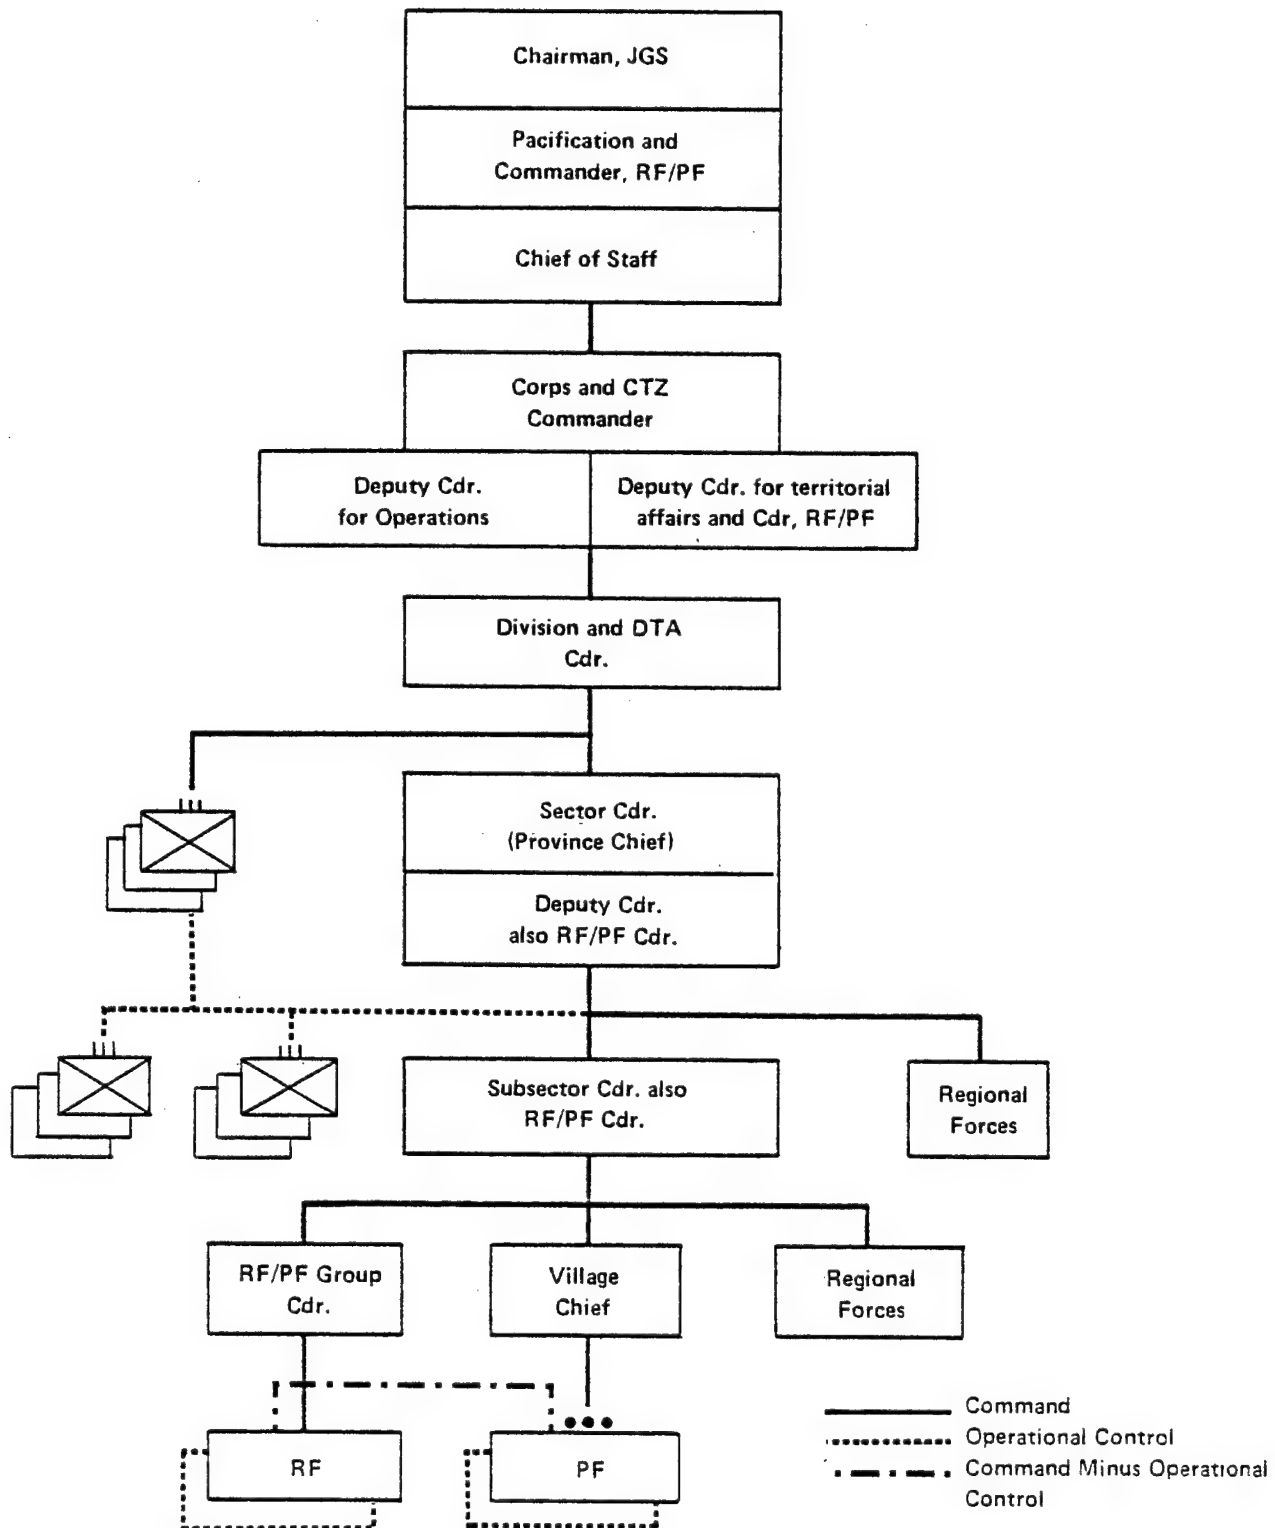 Chairman, JGS
Pacification and
Commander, RF/PF
Chief of Staff
Corps and CTZ
Commander
Deputy Cdr.
for Operations
Deputy Cdr. for territorial
affairs and Cdr, RF/PF
Division and DTA
Cdr.
Sector Cdr.
(Province Chief)
Deputy Cdr.
also RF/PF Cdr.
Subsector Cdr. also
RF/PF Cdr.
Regional
Forces
RF/PF Group
Cdr.
Village
Chief
Regional
Forces
RF
PF
Command
Operational Control
Command Minus Operational
Control